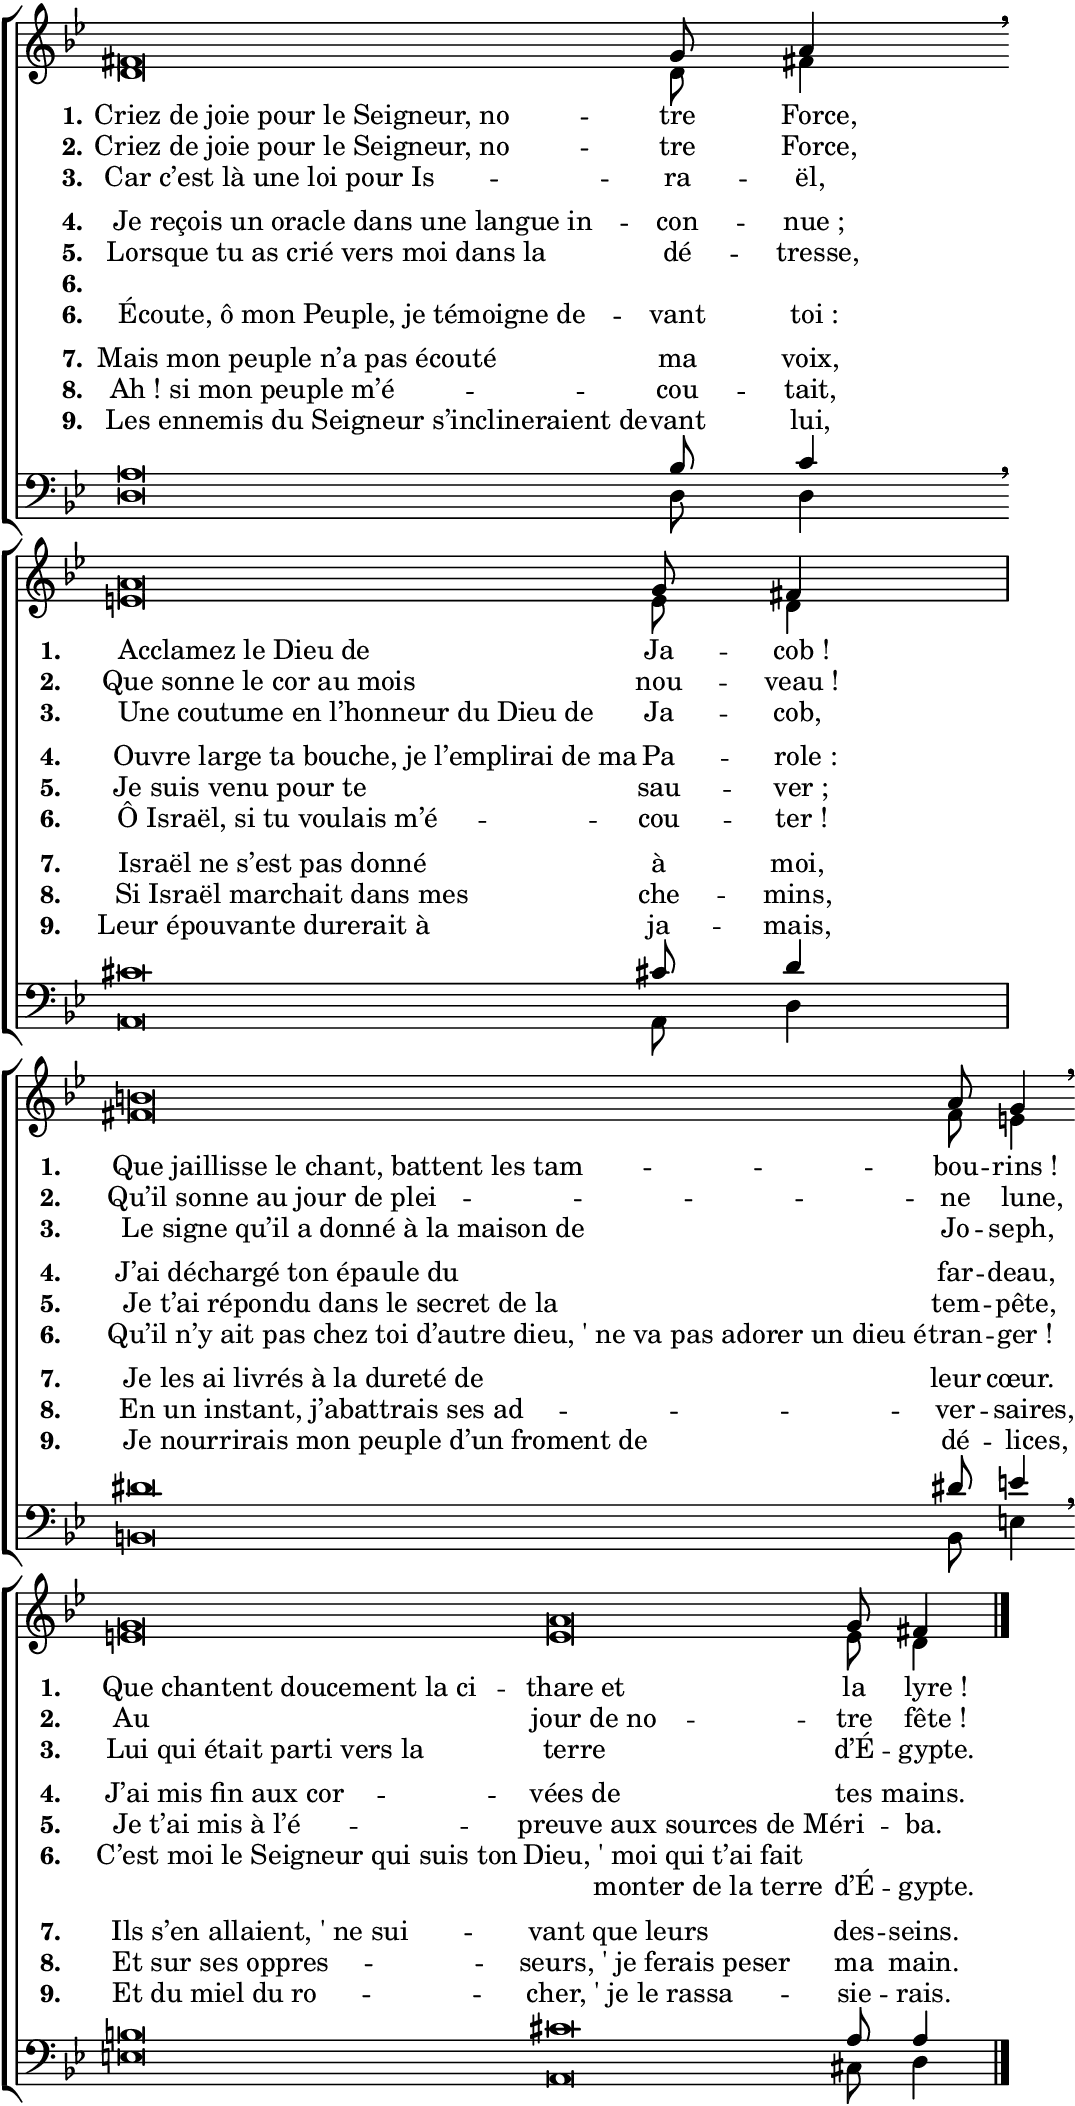 1. Criez de joie pour le Seigneur, no - tre Force,
2. Criez de joie pour le Seigneur, no - tre Force,
3. Car c’est là une loi pour Is - ra - ël,
4. Je reçois un oracle dans une langue in - con - nue ;
5. Lorsque tu as crié vers moi dans la dé - tresse,
6.
6. Écoute, ô mon Peuple, je témoigne de - vant toi :
7. Mais mon peuple n’a pas écouté ma voix,
8. Ah ! si mon peuple m’é - cou - tait,
9. Les ennemis du Seigneur s’inclineraient devant lui,
1. Acclamez le Dieu de Ja - cob !
2. Que sonne le cor au mois nou - veau !
3. Une coutume en l’honneur du Dieu de Ja - cob,
4. Ouvre large ta bouche, je l’emplirai de ma Pa - role :
5. Je suis venu pour te sau - ver ;
6. Ô Israël, si tu voulais m’é - cou - ter !
7. Israël ne s’est pas donné à moi,
8. Si Israël marchait dans mes che - mins,
9. Leur épouvante durerait à ja - mais,
1. Que jaillisse le chant, battent les tam - bou - rins !
2. Qu’il sonne au jour de plei - ne lune,
3. Le signe qu’il a donné à la maison de Jo - seph,
4. J’ai déchargé ton épaule du far - deau,
5. Je t’ai répondu dans le secret de la tem - pête,
6. Qu’il n’y ait pas chez toi d’autre dieu, ' ne va pas adorer un dieu étran - ger !
7. Je les ai livrés à la dureté de leur cœur.
8. En un instant, j’abattrais ses ad - ver - saires,
9. Je nourrirais mon peuple d’un froment de dé - lices,
1. Que chantent doucement la ci - thare et la lyre !
2. Au jour de no - tre fête !
3. Lui qui était parti vers la terre d’É - gypte.
4. J’ai mis fin aux cor - vées de tes mains.
5. Je t’ai mis à l’é - preuve aux sources de Méri - ba.
6. C’est moi le Seigneur qui suis ton Dieu, ' moi qui t’ai fait
monter de la terre d’É - gypte.
7. Ils s’en allaient, ' ne sui - vant que leurs des - seins.
8. Et sur ses oppres - seurs, ' je ferais peser ma main.
9. Et du miel du ro - cher, ' je le rassa - sie - rais.